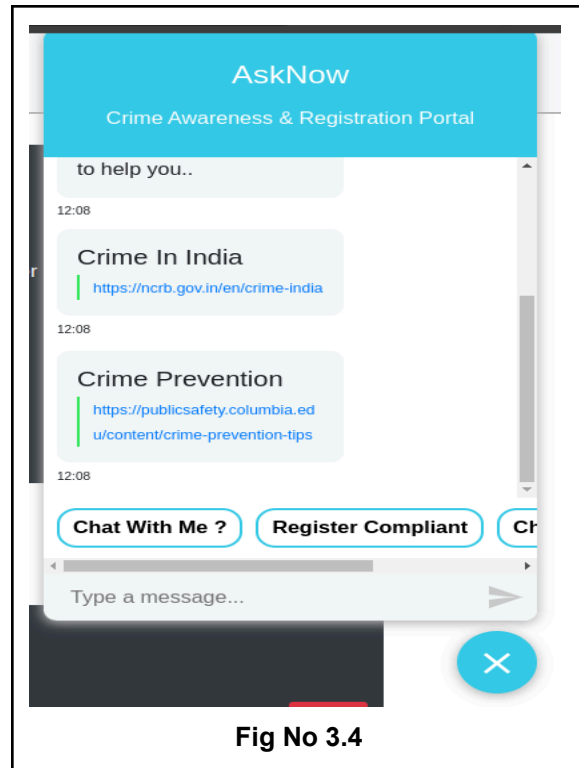 AskNow
Crime Awareness & Registration Portal
to help you..
12:08
Crime In India
https://ncrb.gov.in/en/crime-india
12:08
Crime Prevention
https://publicsafety.columbia.ed
u/content/crime-prevention-tips
12:08
Chat With Me ? Register Compliant Ch
Type a message...
Fig No 3.4